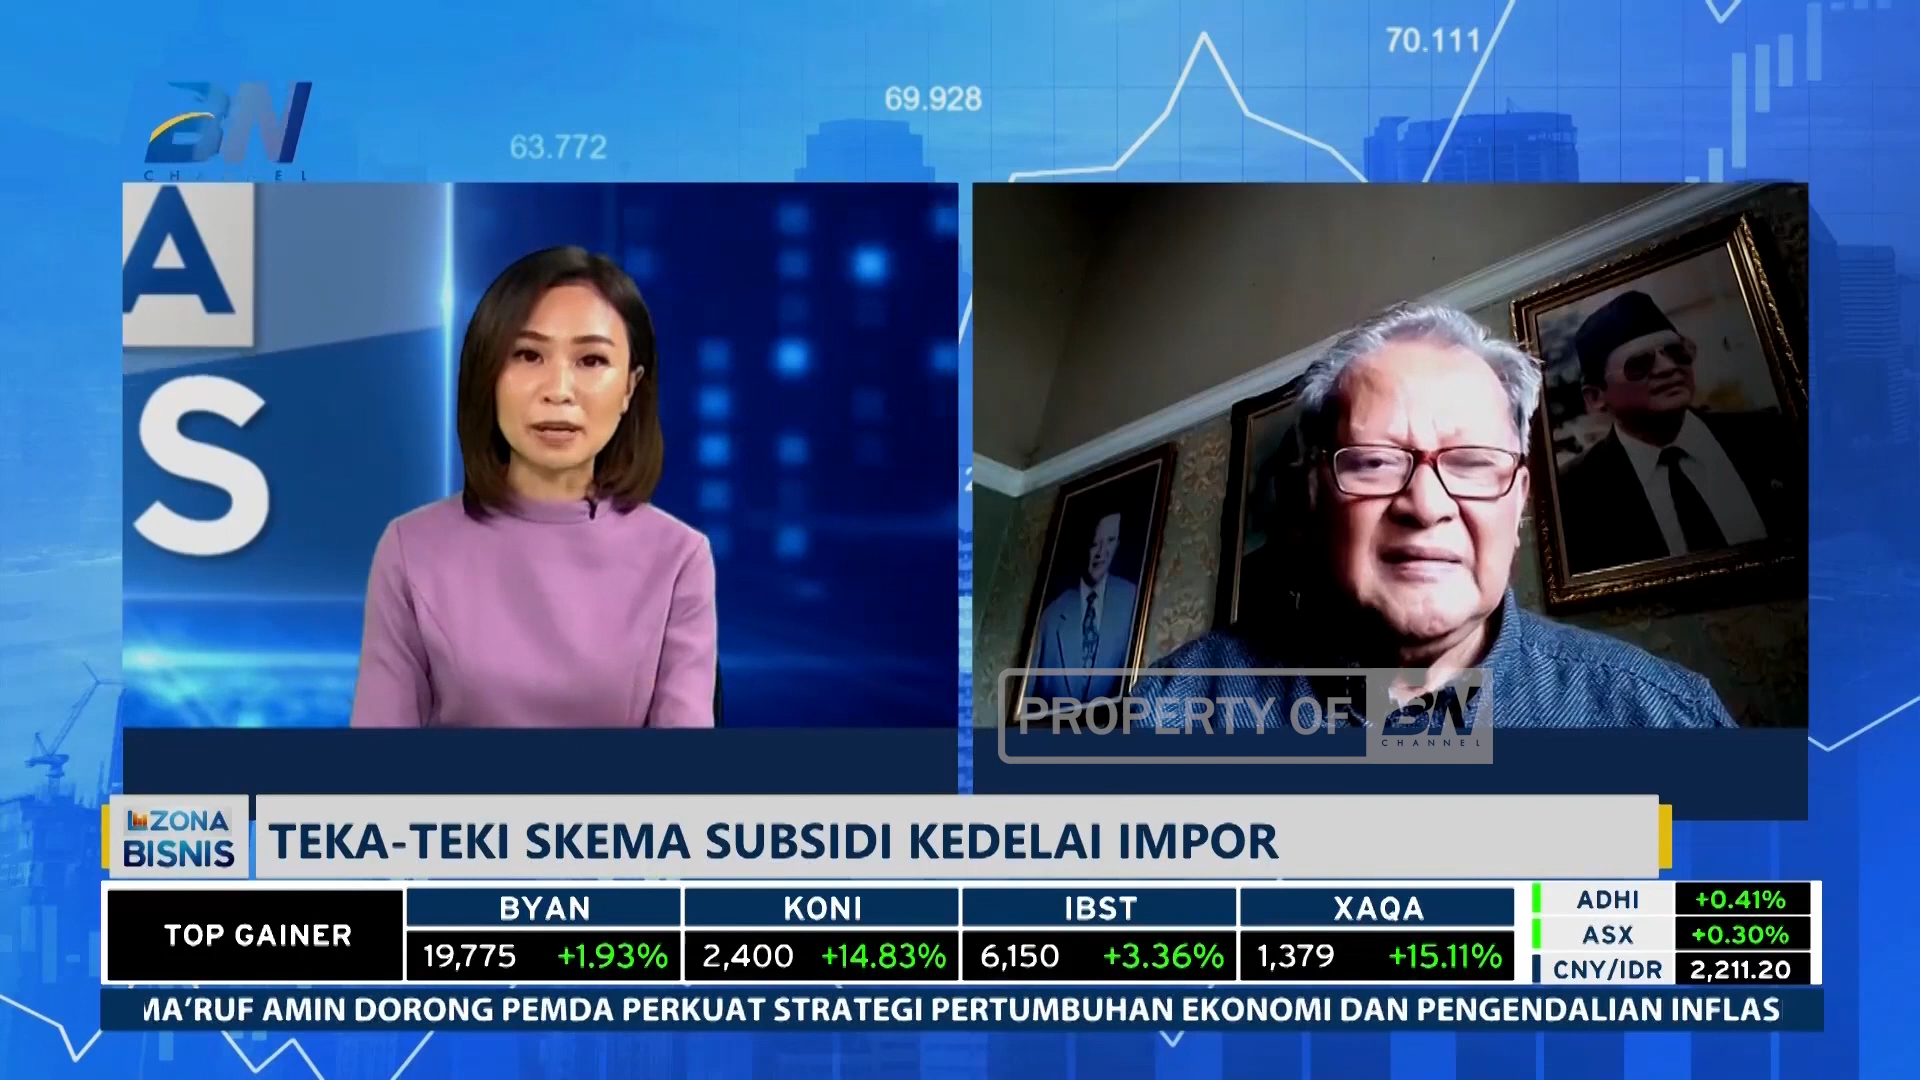 70.111
69.928
63.772
BN
CHANNEL
A
S
PROPERTY OF BN
CHANNEL
ZONA
BISNIS
TEKA-TEKI SKEMA SUBSIDI KEDELAI IMPOR
TOP GAINER
BYAN
19,775 +1.93%
KONI
2,400 +14.83%
IBST
6,150 +3.36%
XAQA
1,379 +15.11%
ADHI +0.41%
ASX +0.30%
CNY/IDR 2,211.20
MA'RUF AMIN DORONG PEMDA PERKUAT STRATEGI PERTUMBUHAN EKONOMI DAN PENGENDALIAN INFLAS